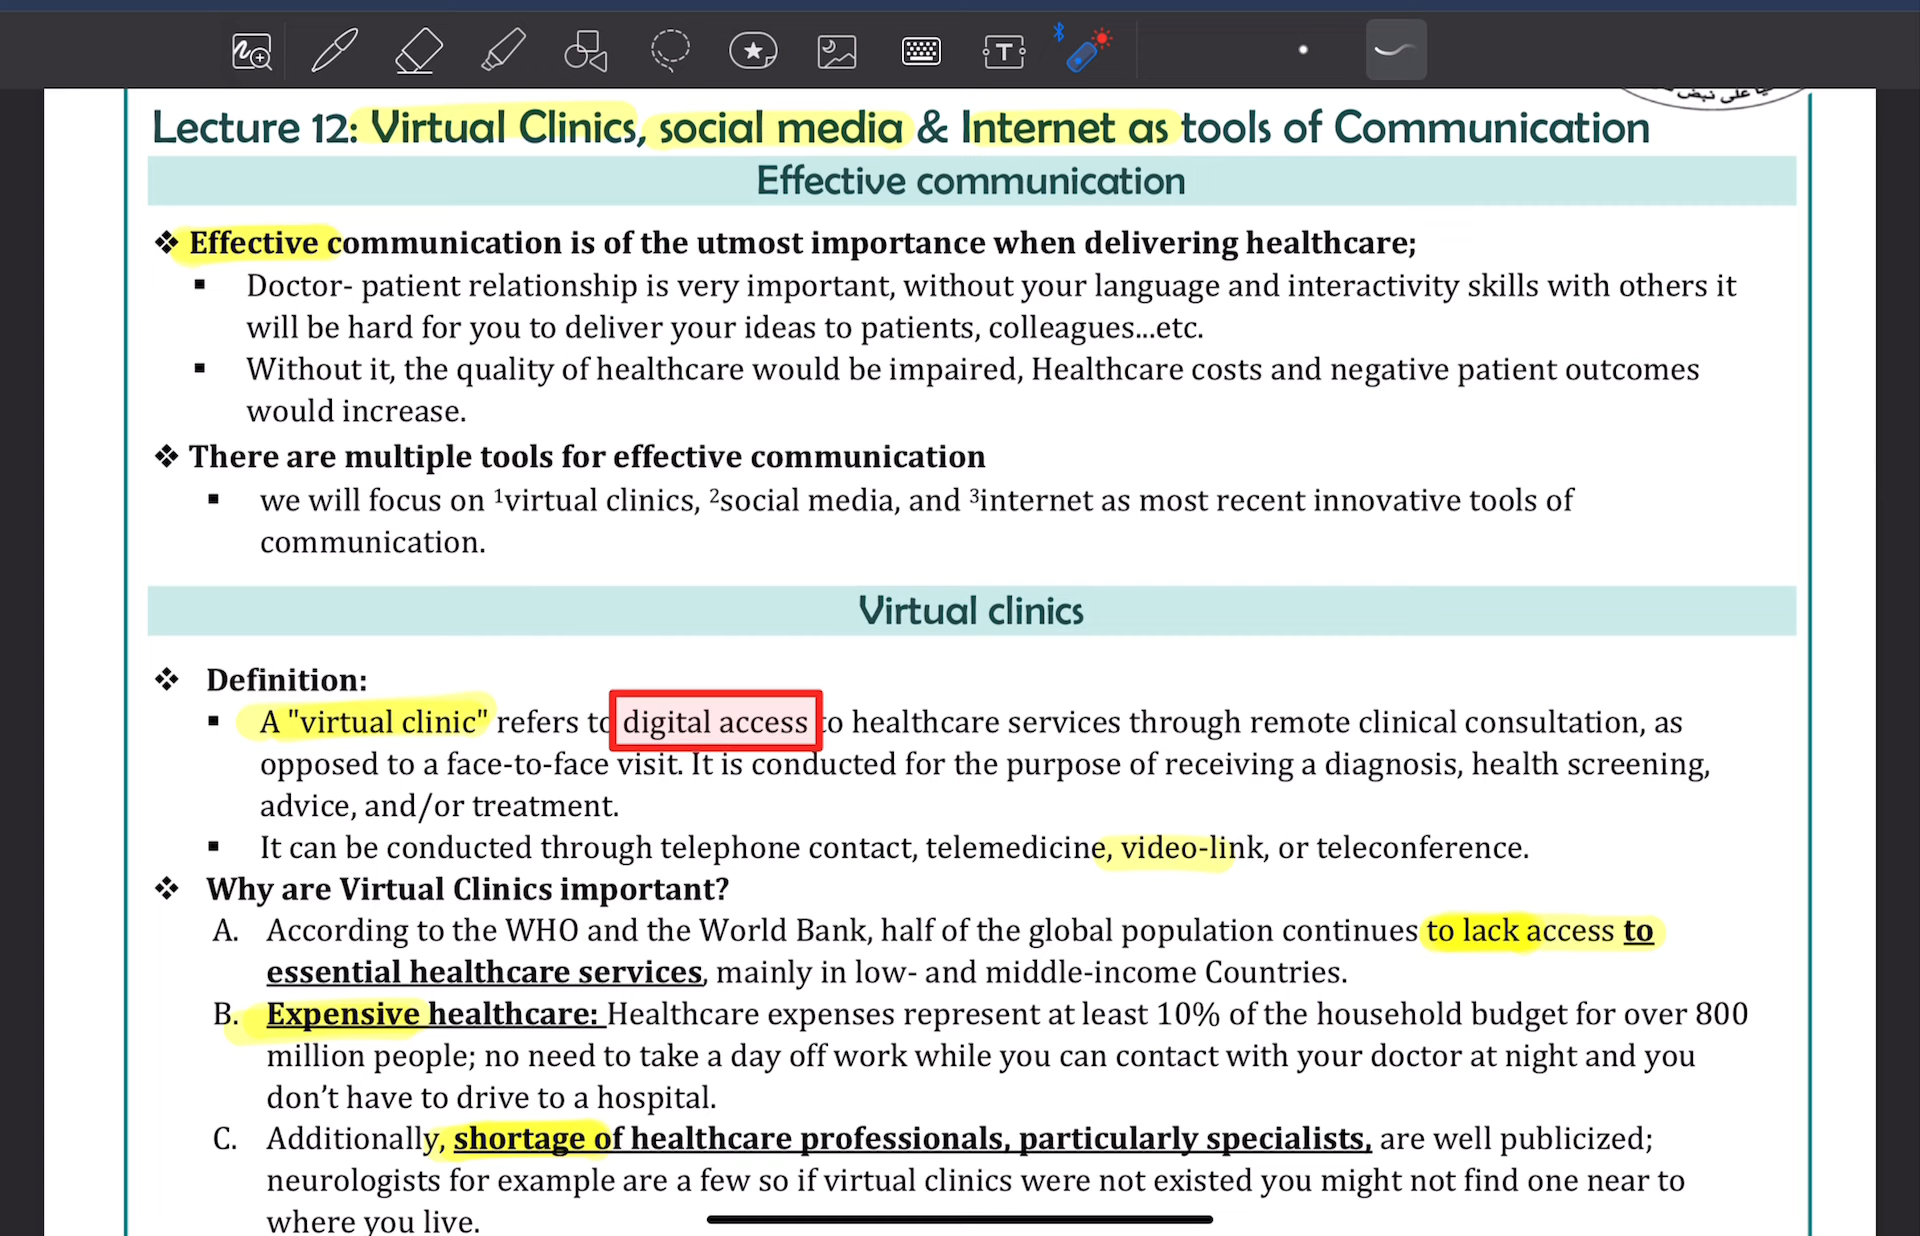 يا على نبض
Lecture 12: Virtual Clinics, social media & Internet as tools of Communication
Effective communication
❖ Effective communication is of the utmost importance when delivering healthcare;
▪ Doctor- patient relationship is very important, without your language and interactivity skills with others it
will be hard for you to deliver your ideas to patients, colleagues...etc.
▪ Without it, the quality of healthcare would be impaired, Healthcare costs and negative patient outcomes
would increase.
❖ There are multiple tools for effective communication
▪ we will focus on ¹virtual clinics, ²social media, and ³internet as most recent innovative tools of
communication.
Virtual clinics
❖ Definition:
▪ A "virtual clinic" refers to digital access to healthcare services through remote clinical consultation, as
opposed to a face-to-face visit. It is conducted for the purpose of receiving a diagnosis, health screening,
advice, and/or treatment.
▪ It can be conducted through telephone contact, telemedicine, video-link, or teleconference.
❖ Why are Virtual Clinics important?
A. According to the WHO and the World Bank, half of the global population continues to lack access to
essential healthcare services, mainly in low- and middle-income Countries.
B. Expensive healthcare: Healthcare expenses represent at least 10% of the household budget for over 800
million people; no need to take a day off work while you can contact with your doctor at night and you
don't have to drive to a hospital.
C. Additionally, shortage of healthcare professionals, particularly specialists, are well publicized;
neurologists for example are a few so if virtual clinics were not existed you might not find one near to
where you live.